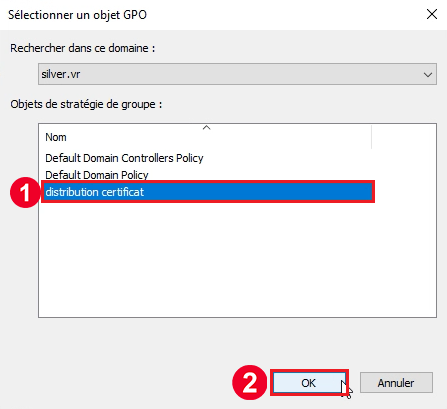 Sélectionner un objet GPO
Rechercher dans ce domaine :
silver.vr
Objets de stratégie de groupe :
Nom
Default Domain Controllers Policy
Default Domain Policy
1 distribution certificat
2 OK Annuler